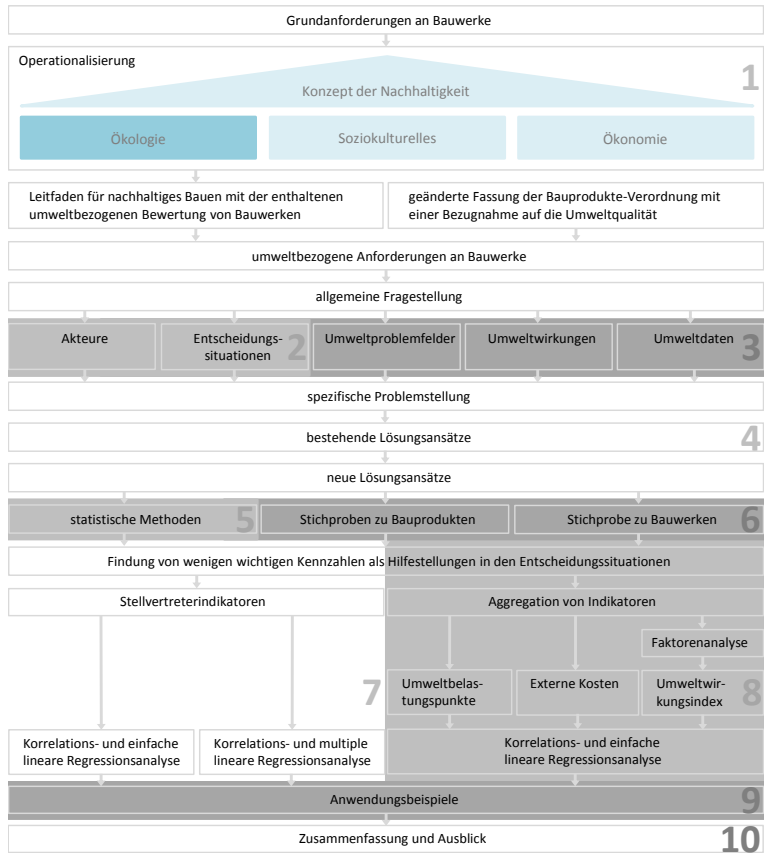 Grundanforderungen an Bauwerke
Operationalisierung
1
Konzept der Nachhaltigkeit
Ökologie
Soziokulturelles
Ökonomie
Leitfaden für nachhaltiges Bauen mit der enthaltenen
umweltbezogenen Bewertung von Bauwerken
geänderte Fassung der Bauprodukte-Verordnung mit
einer Bezugnahme auf die Umweltqualität
umweltbezogene Anforderungen an Bauwerke
allgemeine Fragestellung
Akteure
Entscheidungs-
situationen
2
Umweltproblemfelder
Umweltwirkungen
Umweltdaten
3
spezifische Problemstellung
bestehende Lösungsansätze
4
neue Lösungsansätze
statistische Methoden
5
Stichproben zu Bauprodukten
Stichprobe zu Bauwerken
6
Findung von wenigen wichtigen Kennzahlen als Hilfestellungen in den Entscheidungssituationen
Stellvertreterindikatoren
Aggregation von Indikatoren
Faktorenanalyse
7
Umweltbelas-
tungspunkte
Externe Kosten
Umweltwir-
kungsindex
8
Korrelations- und einfache
lineare Regressionsanalyse
Korrelations- und multiple
lineare Regressionsanalyse
Korrelations- und einfache
lineare Regressionsanalyse
Anwendungsbeispiele
9
Zusammenfassung und Ausblick
10